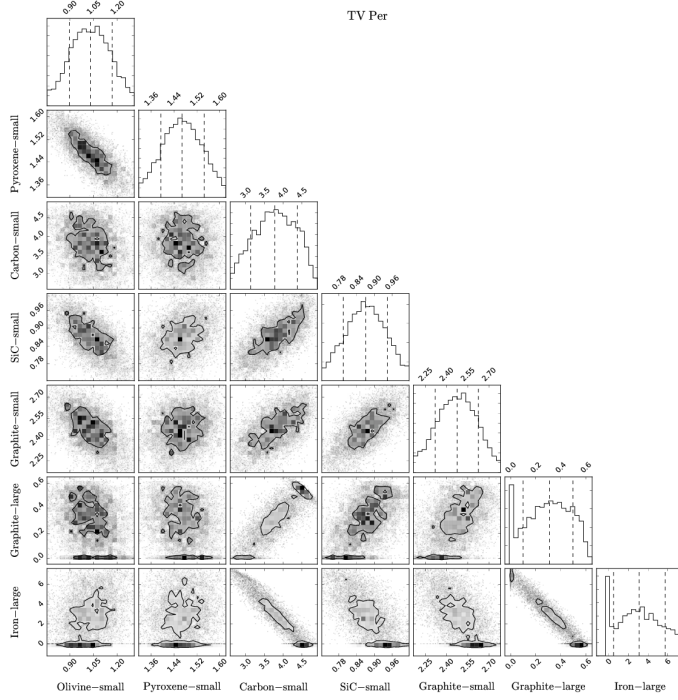 TV Per
0.90 1.05 1.20
1.36 1.44 1.52 1.60
Pyroxene−small
1.60
1.52
1.44
1.36
3.0 3.5 4.0 4.5
Carbon−small
4.5
4.0
3.5
3.0
0.78 0.84 0.90 0.96
SiC−small
0.96
0.90
0.84
0.78
2.25 2.40 2.55 2.70
Graphite−small
2.70
2.55
2.40
2.25
0.0 0.2 0.4 0.6
Graphite−large
0.6
0.4
0.2
0.0
Iron−large
6
4
2
0
0.90 1.05 1.20 1.36 1.44 1.52 1.60 3.0 3.5 4.0 4.5 0.78 0.84 0.90 0.96 2.25 2.40 2.55 2.70 0.0 0.2 0.4 0.6 0 2 4 6
Olivine−small Pyroxene−small Carbon−small SiC−small Graphite−small Graphite−large Iron−large